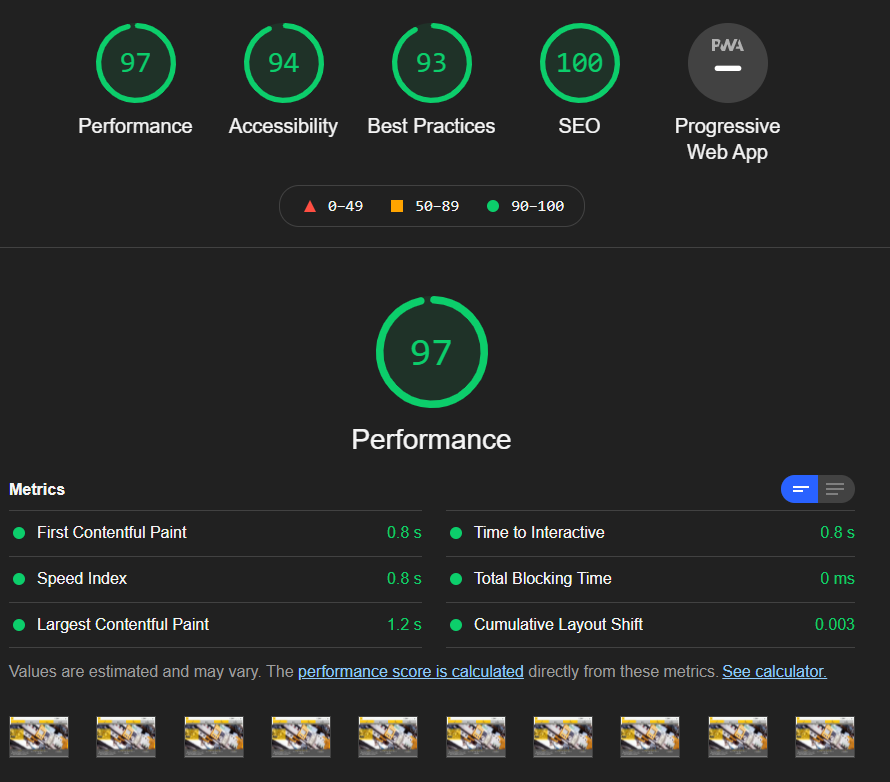 97 94 93 100 PWA
Performance Accessibility Best Practices SEO Progressive
Web App
0–49 50–89 90–100
97
Performance
Metrics
First Contentful Paint 0.8 s Time to Interactive 0.8 s
Speed Index 0.8 s Total Blocking Time 0 ms
Largest Contentful Paint 1.2 s Cumulative Layout Shift 0.003
Values are estimated and may vary. The performance score is calculated directly from these metrics. See calculator.